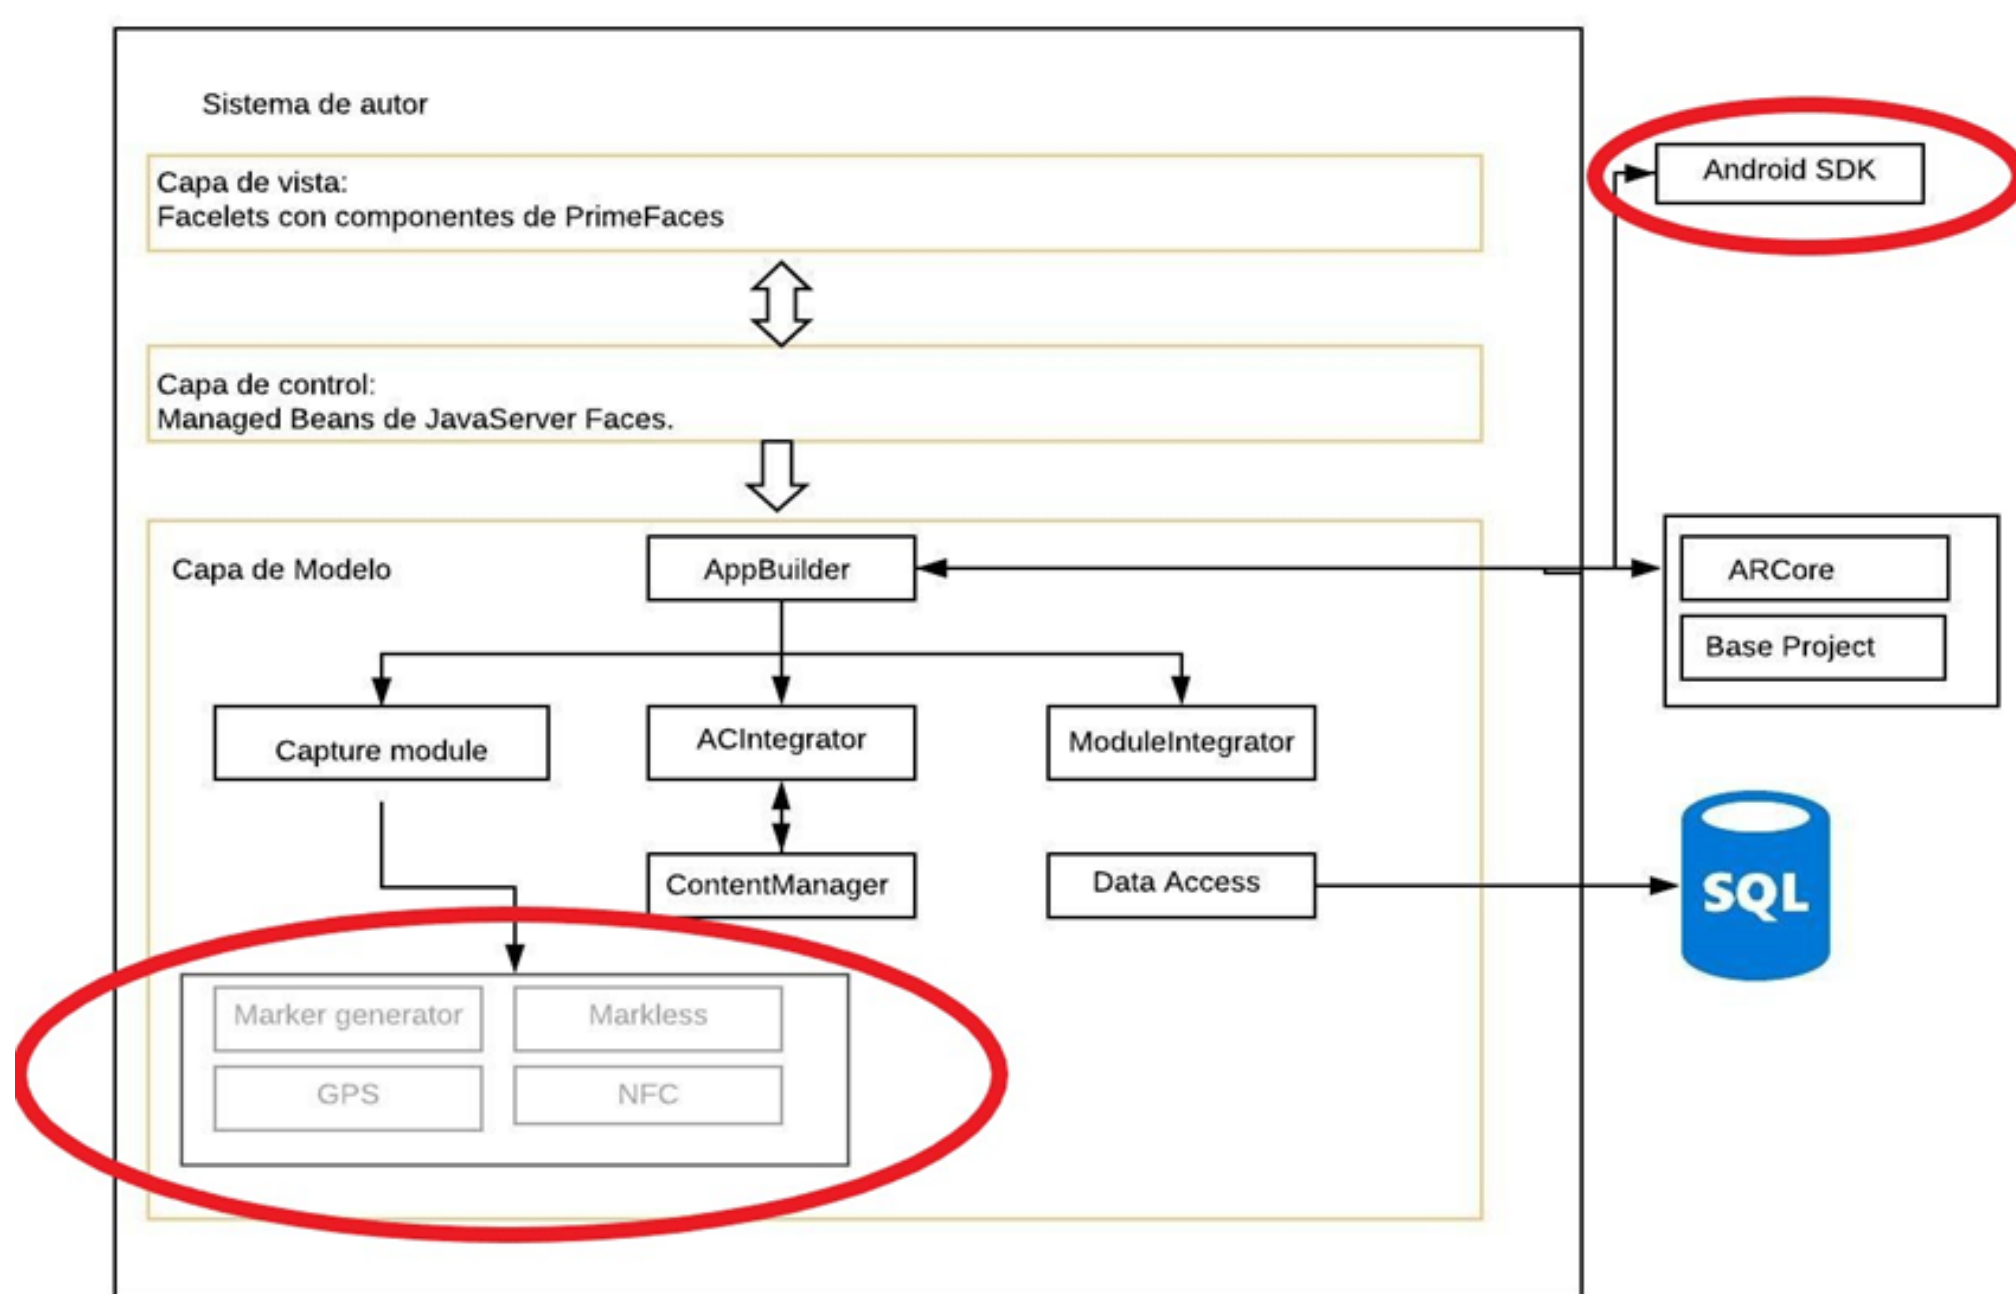 Sistema de autor
Capa de vista:
Facelets con componentes de PrimeFaces
Android SDK
Capa de control:
Managed Beans de JavaServer Faces.
Capa de Modelo
AppBuilder
ARCore
Base Project
Capture module
ACIntegrator
ModuleIntegrator
ContentManager
Data Access
SQL
Marker generator
Markless
GPS
NFC